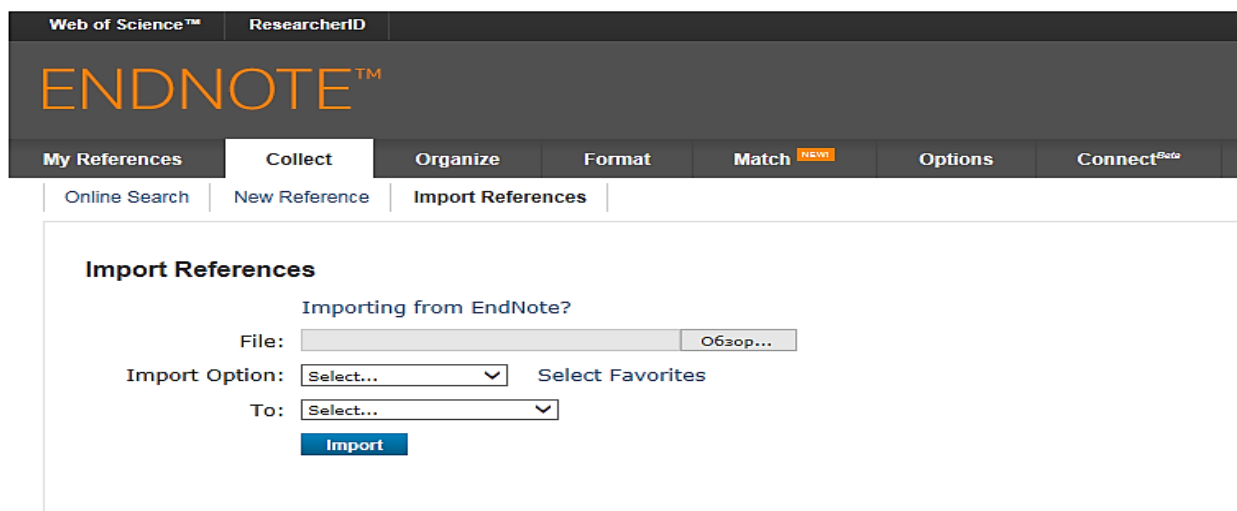 Web of Science™ ResearcherID
ENDNOTE™
My References Collect Organize Format Match NEW! Options Connect Beta
Online Search New Reference Import References
Import References
Importing from EndNote?
File: Обзор...
Import Option: Select... Select Favorites
To: Select...
Import